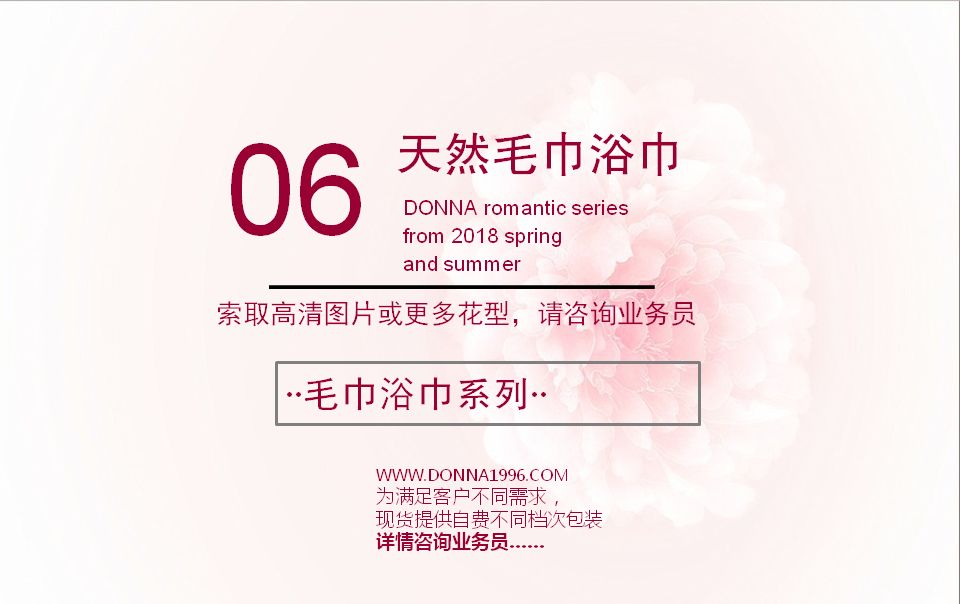 06
天然毛巾浴巾
DONNA romantic series
from 2018 spring
and summer
索取高清图片或更多花型，请咨询业务员
··毛巾浴巾系列··
WWW.DONNA1996.COM
为满足客户不同需求，
现货提供自费不同档次包装
详情咨询业务员......